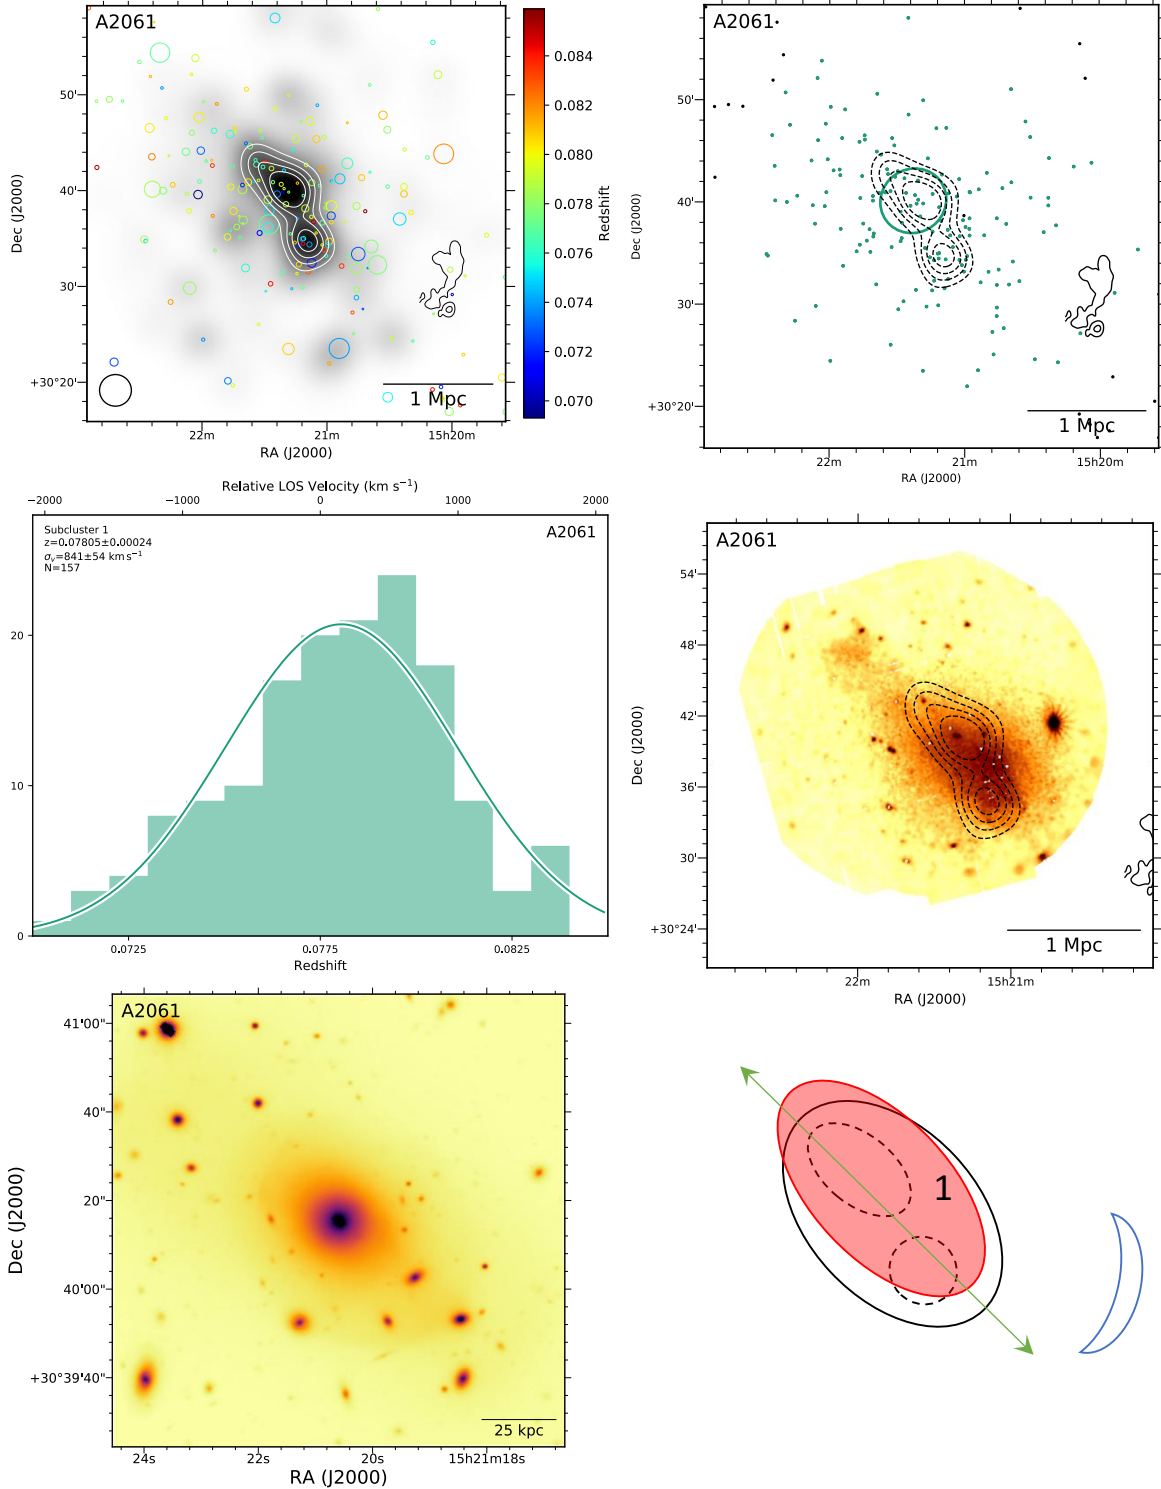 A2061
50'
40'
30'
+30°20'
22m
21m
15h20m
RA (J2000)
Dec (J2000)
1 Mpc
0.084
0.082
0.080
0.078
0.076
0.074
0.072
0.070
Redshift
A2061
50'
40'
30'
+30°20'
22m
21m
15h20m
RA (J2000)
Dec (J2000)
1 Mpc
Relative LOS Velocity (km s⁻¹)
−2000
−1000
0
1000
2000
Subcluster 1
z=0.07805±0.00024
σᵥ=841±54 km s⁻¹
N=157
A2061
20
10
0
0.0725
0.0775
0.0825
Redshift
A2061
54'
48'
42'
36'
30'
+30°24'
22m
15h21m
RA (J2000)
Dec (J2000)
1 Mpc
A2061
41'00"
40"
20"
40'00"
+30°39'40"
24s
22s
20s
15h21m18s
RA (J2000)
Dec (J2000)
25 kpc
1